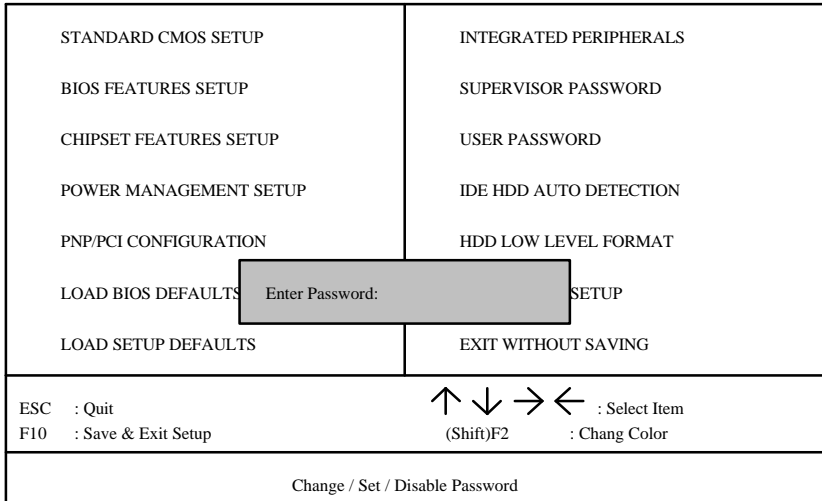 STANDARD CMOS SETUP
INTEGRATED PERIPHERALS
BIOS FEATURES SETUP
SUPERVISOR PASSWORD
CHIPSET FEATURES SETUP
USER PASSWORD
POWER MANAGEMENT SETUP
IDE HDD AUTO DETECTION
PNP/PCI CONFIGURATION
HDD LOW LEVEL FORMAT
LOAD BIOS DEFAULTS
Enter Password:
SETUP
LOAD SETUP DEFAULTS
EXIT WITHOUT SAVING
ESC : Quit
↑ ↓ → ← : Select Item
F10 : Save & Exit Setup
(Shift)F2 : Chang Color
Change / Set / Disable Password